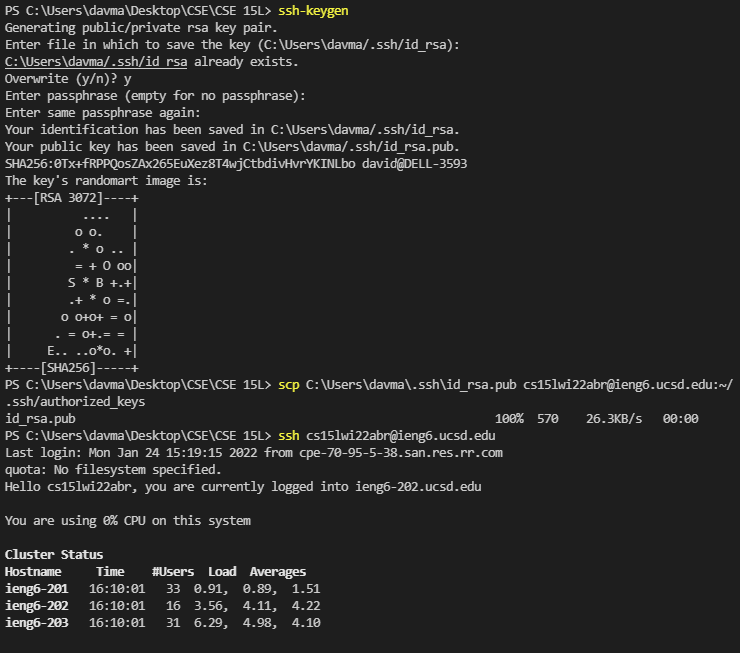 PS C:\Users\davma\Desktop\CSE\CSE 15L> ssh-keygen
Generating public/private rsa key pair.
Enter file in which to save the key (C:\Users\davma/.ssh/id_rsa):
C:\Users\davma/.ssh/id_rsa already exists.
Overwrite (y/n)? y
Enter passphrase (empty for no passphrase):
Enter same passphrase again:
Your identification has been saved in C:\Users\davma/.ssh/id_rsa.
Your public key has been saved in C:\Users\davma/.ssh/id_rsa.pub.
SHA256:0Tx+fRPPQosZAx265EuXez8T4wjCtbdivHvrYKINLbo david@DELL-3593
The key's randomart image is:
+---[RSA 3072]----+
|          ....   |
|         o o.    |
|        . * o .. |
|         = + O oo|
|        S * B +.+|
|        .+ * o =.|
|       o o+o+ = o|
|      . = o+.= = |
|     E.. ..o*o. +|
+----[SHA256]-----+
PS C:\Users\davma\Desktop\CSE\CSE 15L> scp C:\Users\davma\.ssh\id_rsa.pub cs15lwi22abr@ieng6.ucsd.edu:~/
.ssh/authorized_keys
id_rsa.pub                                                            100%  570    26.3KB/s   00:00
PS C:\Users\davma\Desktop\CSE\CSE 15L> ssh cs15lwi22abr@ieng6.ucsd.edu
Last login: Mon Jan 24 15:19:15 2022 from cpe-70-95-5-38.san.res.rr.com
quota: No filesystem specified.
Hello cs15lwi22abr, you are currently logged into ieng6-202.ucsd.edu
You are using 0% CPU on this system
Cluster Status
Hostname     Time    #Users  Load  Averages
ieng6-201   16:10:01   33  0.91,  0.89,  1.51
ieng6-202   16:10:01   16  3.56,  4.11,  4.22
ieng6-203   16:10:01   31  6.29,  4.98,  4.10